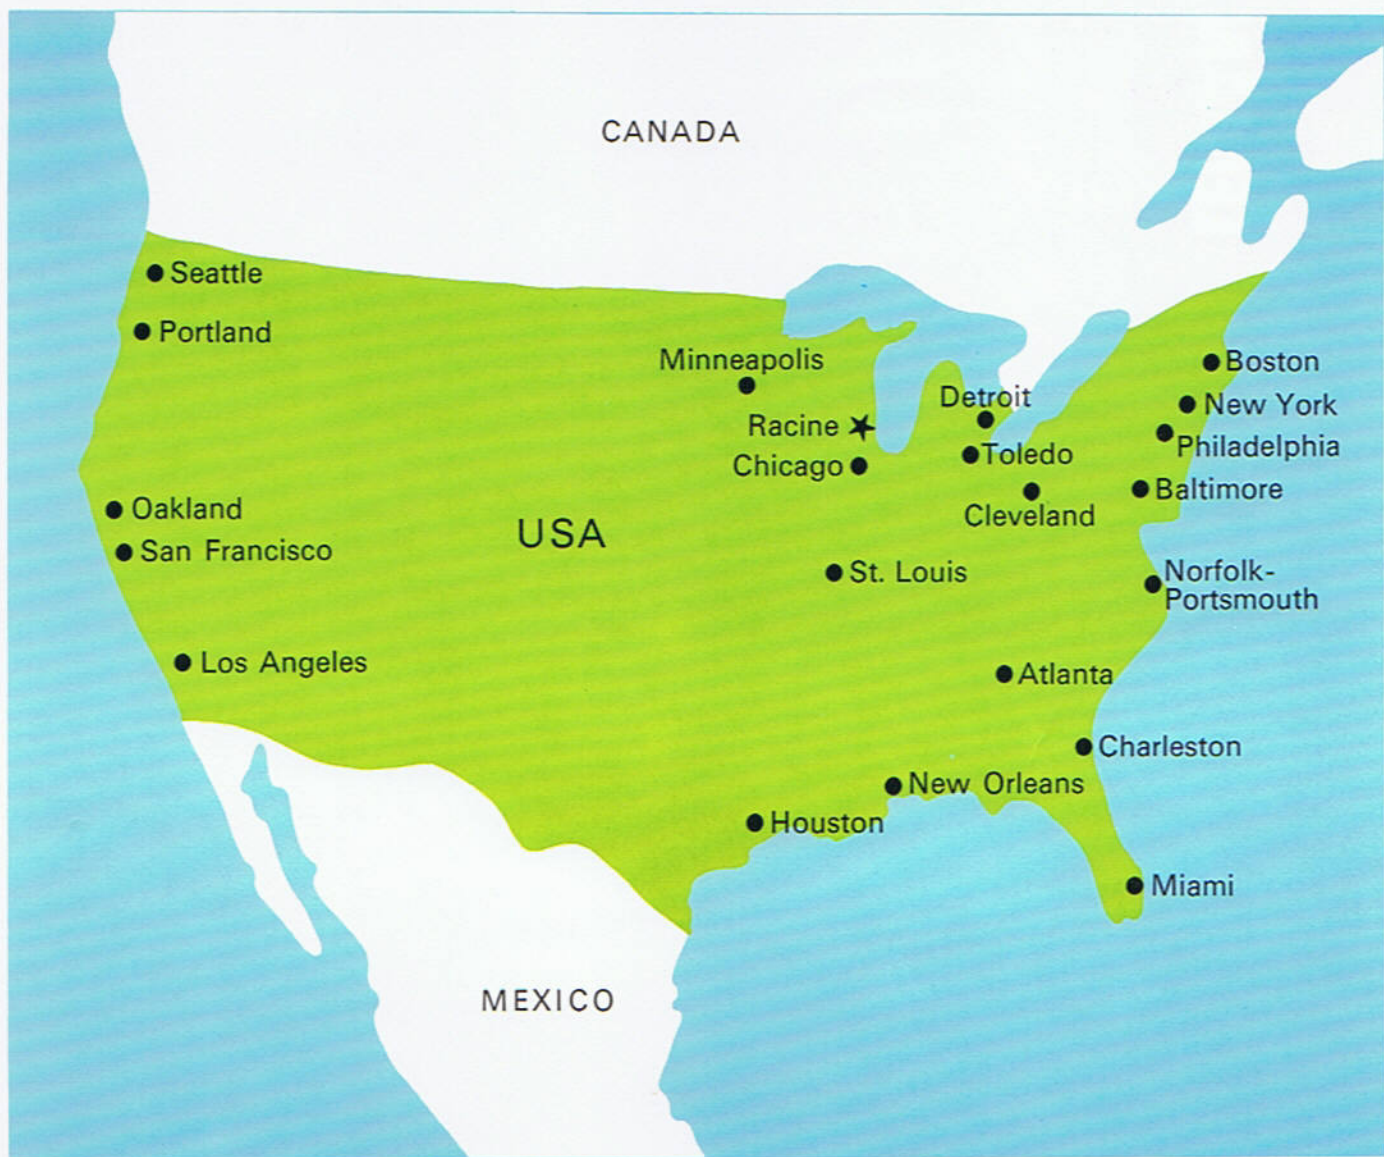 CANADA
Seattle
Portland
Minneapolis
Boston
Detroit
New York
Racine
Philadelphia
Toledo
Chicago
Baltimore
Oakland
Cleveland
USA
San Francisco
St. Louis
Norfolk-
Portsmouth
Los Angeles
Atlanta
Charleston
New Orleans
Houston
Miami
MEXICO